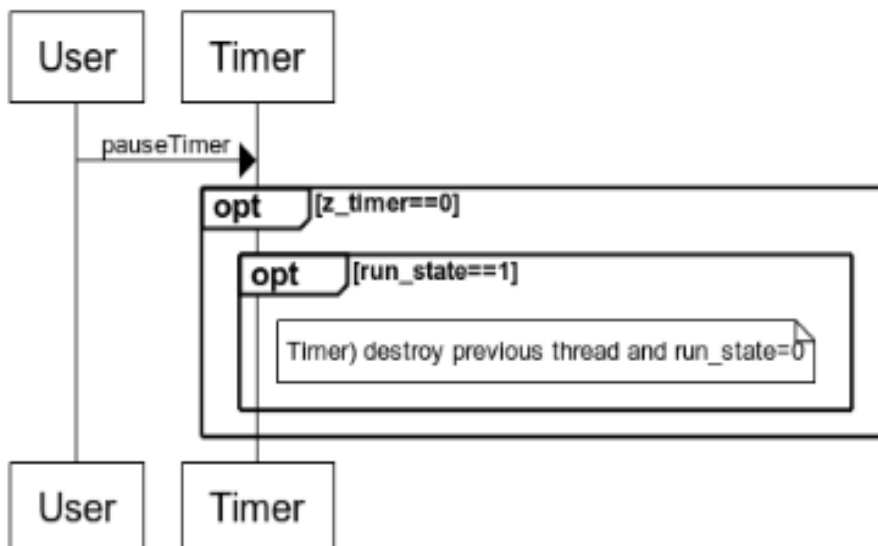 User Timer
pauseTimer
opt [z_timer==0]
opt [run_state==1]
Timer) destroy previous thread and run_state=0
User Timer